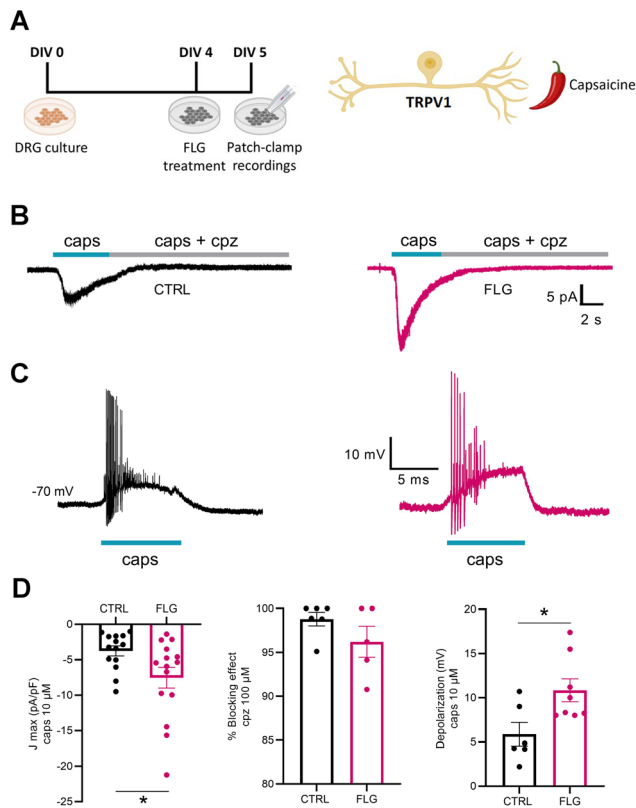 A
DIV 0 DIV 4 DIV 5
DRG culture
FLG
treatment
Patch-clamp
recordings
TRPV1
Capsaicine
B
caps caps + cpz
CTRL
caps caps + cpz
FLG
5 pA
2 s
C
-70 mV
caps
10 mV
5 ms
caps
D
CTRL FLG
0
-5
-10
-15
-20
-25
J max (pA/pF)
caps 10 µM
*
100
95
90
85
80
% Blocking effect
cpz 100 µM
CTRL FLG
20
15
10
5
0
Depolarization (mV)
caps 10 µM
*
CTRL FLG